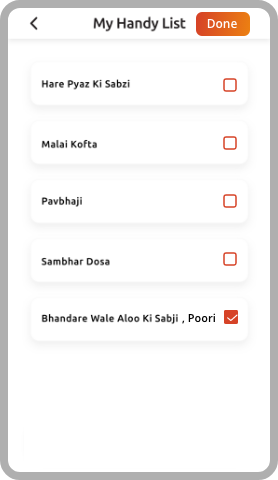 My Handy List Done
Hare Pyaz Ki Sabzi
Malai Kofta
Pavbhaji
Sambhar Dosa
Bhandare Wale Aloo Ki Sabji , Poori